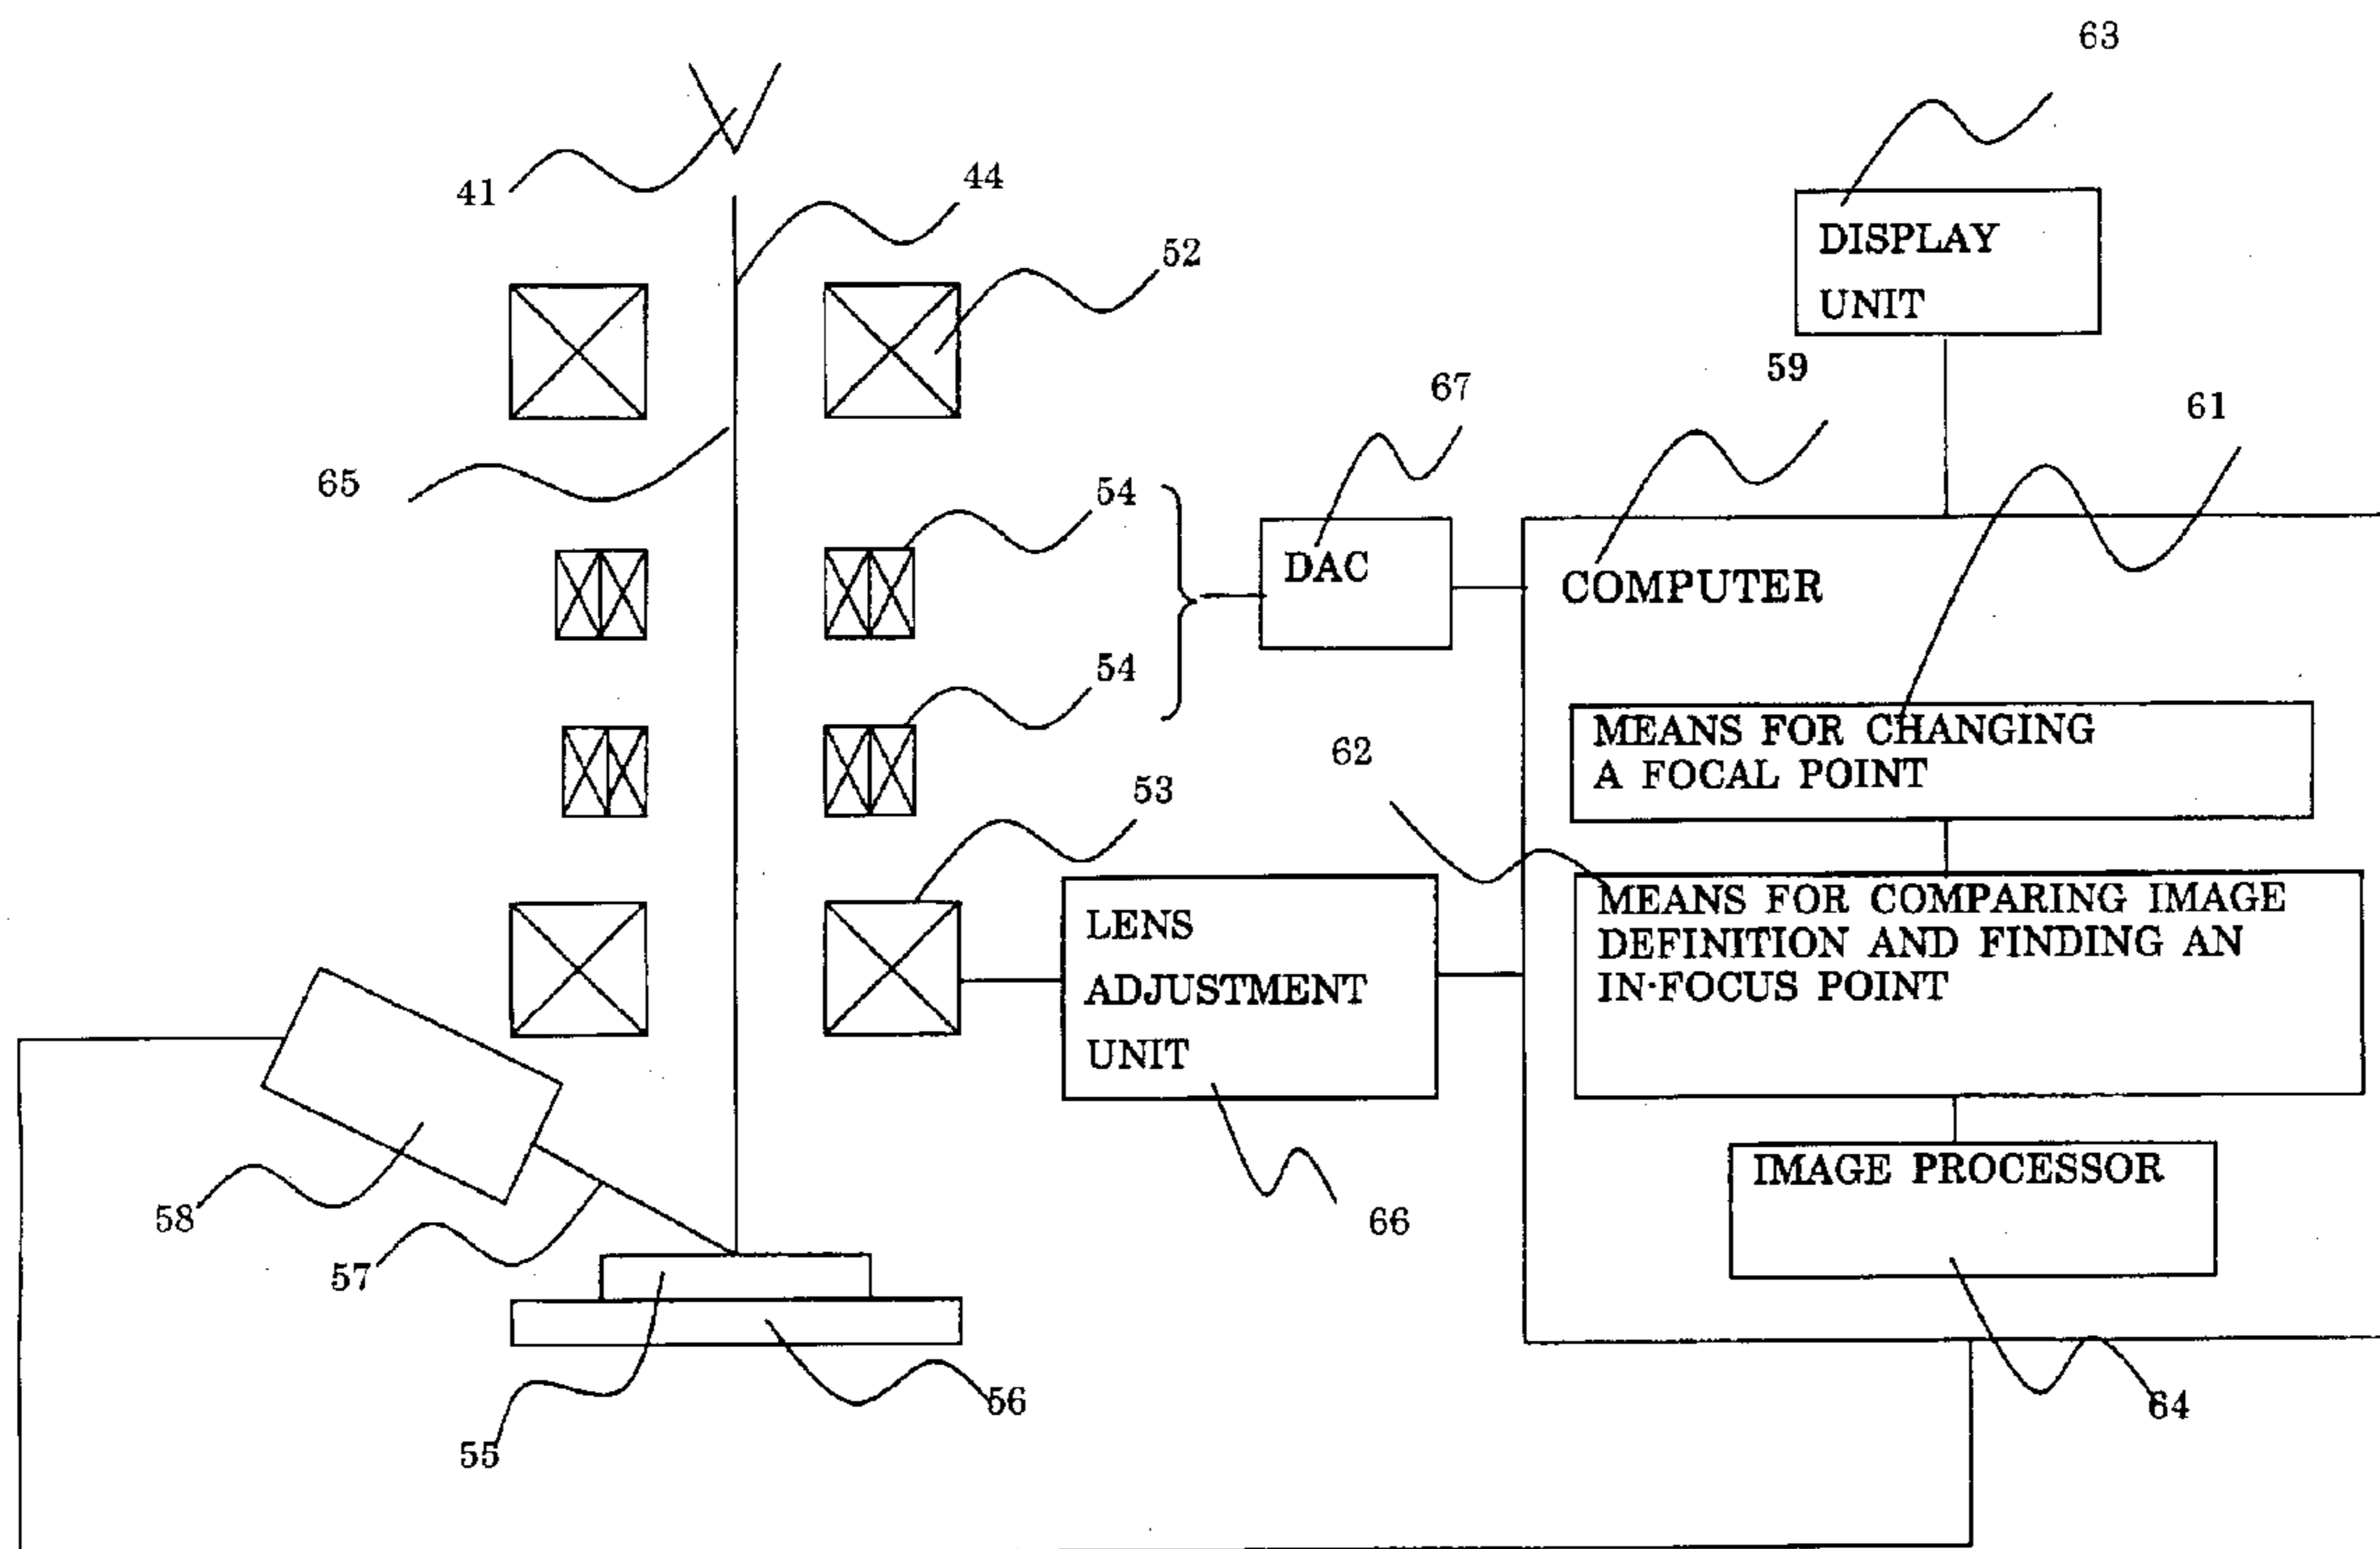 63
41
44
52
DISPLAY
UNIT
59
67
61
65
54
DAC
COMPUTER
54
MEANS FOR CHANGING
A FOCAL POINT
62
53
MEANS FOR COMPARING IMAGE
DEFINITION AND FINDING AN
IN-FOCUS POINT
LENS
ADJUSTMENT
UNIT
IMAGE PROCESSOR
58
66
57
56
64
55